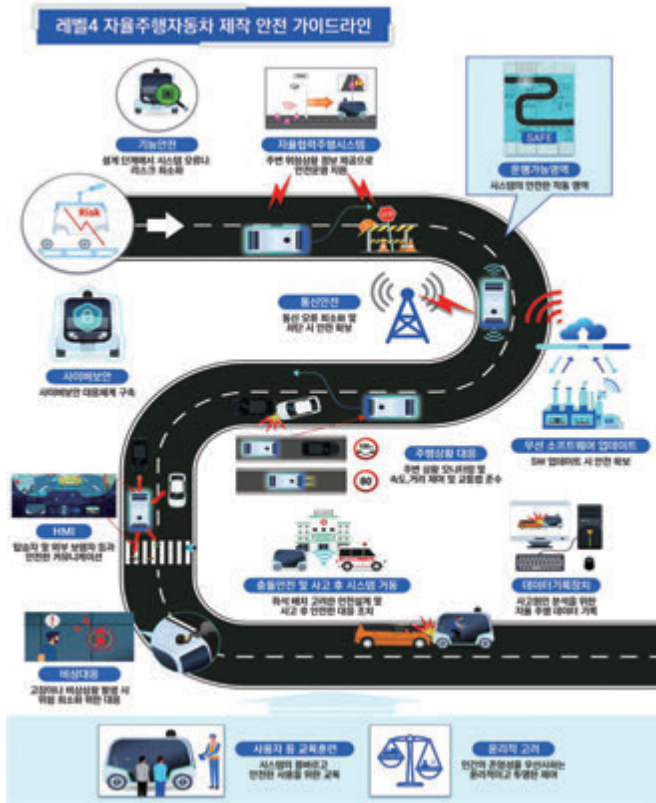 레벨4 자율주행자동차 제작 안전 가이드라인
기능안전
설계 단계에서 시스템 오류나
리스크 최소화
자율협력주행시스템
주변 위험상황 정보 제공으로
안전운행 지원
SAFE
운행가능영역
시스템의 안전한 작동 영역
Risk
STOP
통신안전
통신 오류 최소화 및
차단 시 안전 확보
사이버보안
사이버보안 대응체계 구축
무선 소프트웨어 업데이트
SW 업데이트 시 안전 확보
주행상황 대응
주변 상황 모니터링 및
속도,거리 제어 및 교통법 준수
80
HMI
탑승자 및 외부 보행자 등과
안전한 커뮤니케이션
충돌안전 및 사고 후 시스템 거동
좌석 배치 고려한 안전설계 및
사고 후 안전한 대응 조치
데이터기록장치
사고원인 분석을 위한
자율 주행 데이터 기록
비상대응
고장이나 비상상황 발생 시
위험 최소화 위한 대응
사용자 등 교육훈련
시스템의 올바르고
안전한 사용을 위한 교육
윤리적 고려
인간의 존엄성을 우선시하는
윤리적이고 투명한 제어